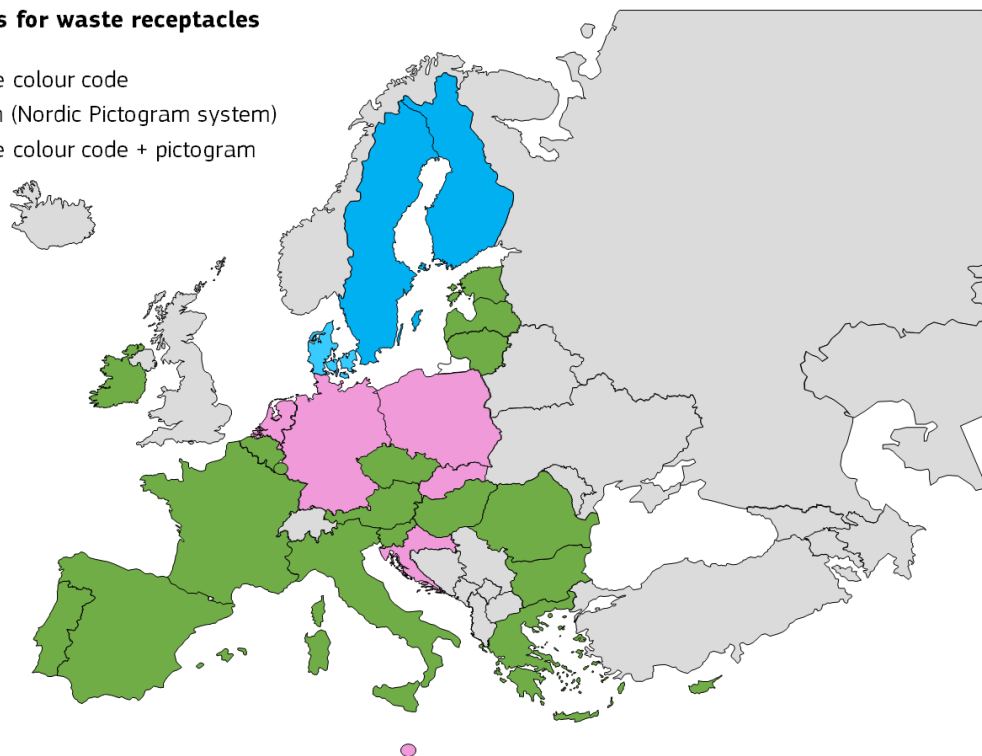 s for waste receptacles
e colour code
n (Nordic Pictogram system)
e colour code + pictogram